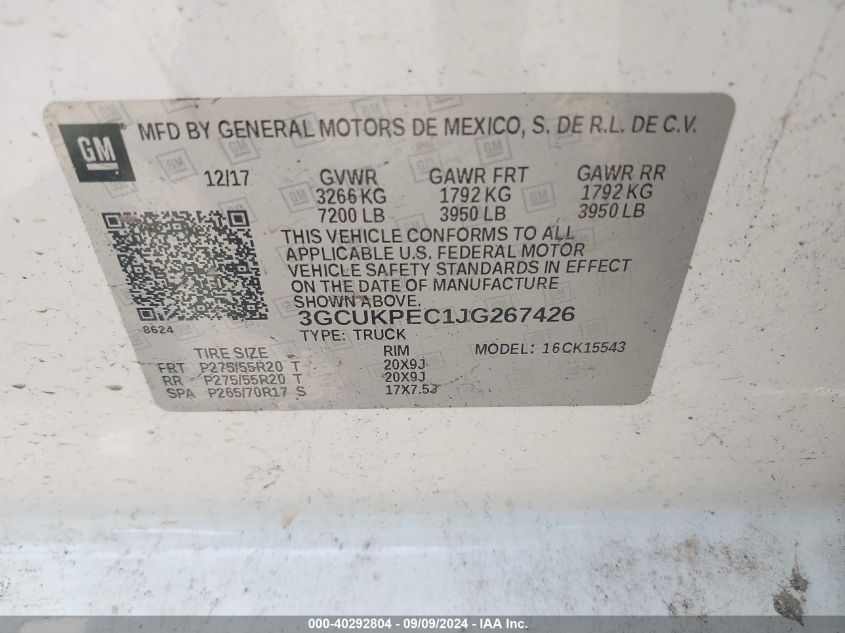 GM ® MFD BY GENERAL MOTORS DE MEXICO, S. DE R.L. DE C.V.
12/17 GVWR GAWR FRT GAWR RR
3266 KG 1792 KG 1792 KG
7200 LB 3950 LB 3950 LB
THIS VEHICLE CONFORMS TO ALL
APPLICABLE U.S. FEDERAL MOTOR
VEHICLE SAFETY STANDARDS IN EFFECT
ON THE DATE OF MANUFACTURE
SHOWN ABOVE.
8624 3GCUKPEC1JG267426
TYPE: TRUCK
TIRE SIZE RIM MODEL: 16CK15543
FRT P275/55R20 T 20X9J
RR P275/55R20 T 20X9J
SPA P265/70R17 S 17X7.5J
000-40292804 - 09/09/2024 - IAA Inc.